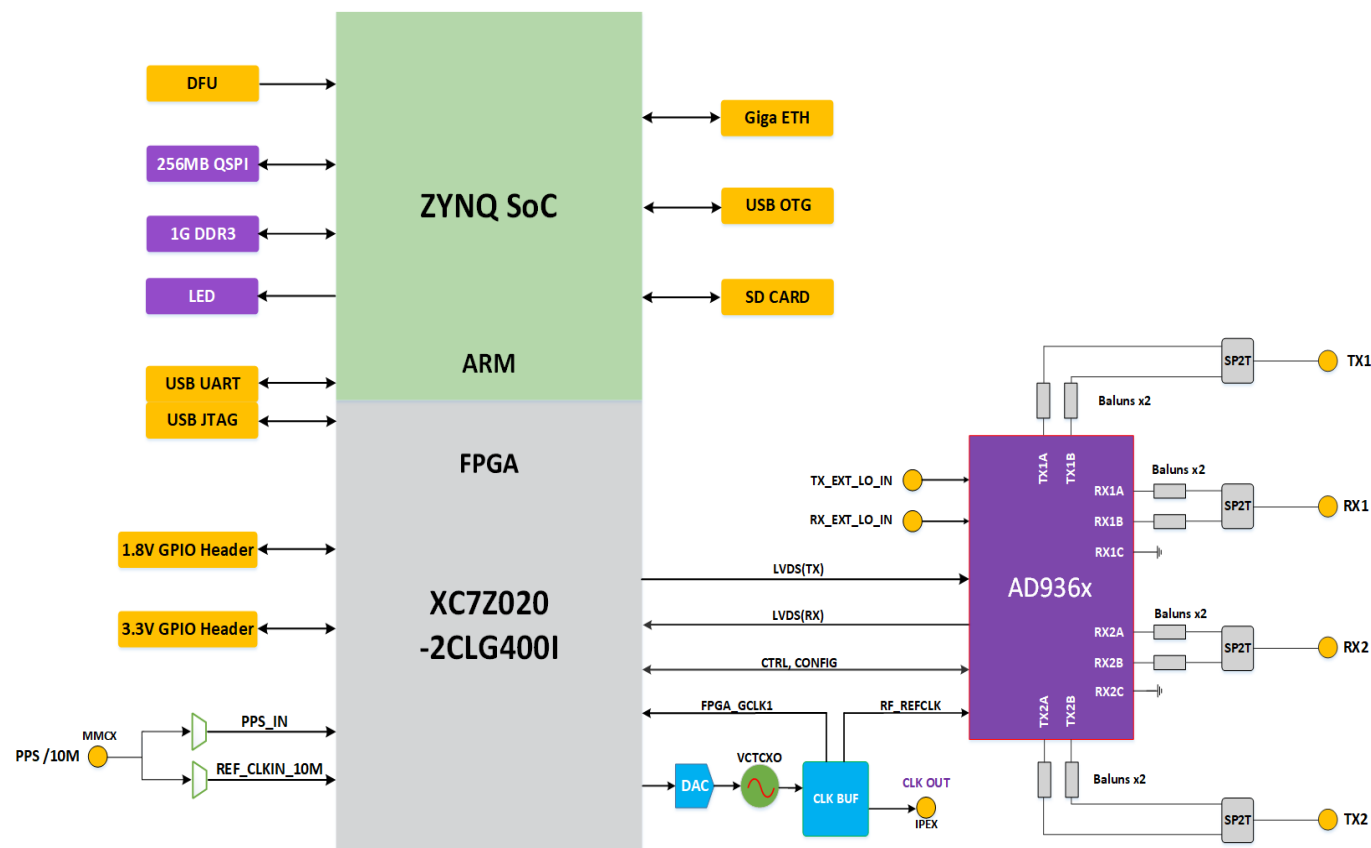 DFU
256MB QSPI
1G DDR3
LED
USB UART
USB JTAG
1.8V GPIO Header
3.3V GPIO Header
PPS /10M
MMCX
PPS_IN
REF_CLKIN_10M
ZYNQ SoC
ARM
FPGA
XC7Z020
-2CLG400I
Giga ETH
USB OTG
SD CARD
TX_EXT_LO_IN
RX_EXT_LO_IN
LVDS(TX)
LVDS(RX)
CTRL, CONFIG
FPGA_GCLK1
RF_REFCLK
DAC
VCTCXO
CLK BUF
CLK OUT
IPEX
AD936x
TX1A
TX1B
RX1A
RX1B
RX1C
RX2A
RX2B
RX2C
TX2A
TX2B
Baluns x2
SP2T
TX1
Baluns x2
SP2T
RX1
Baluns x2
SP2T
RX2
Baluns x2
SP2T
TX2